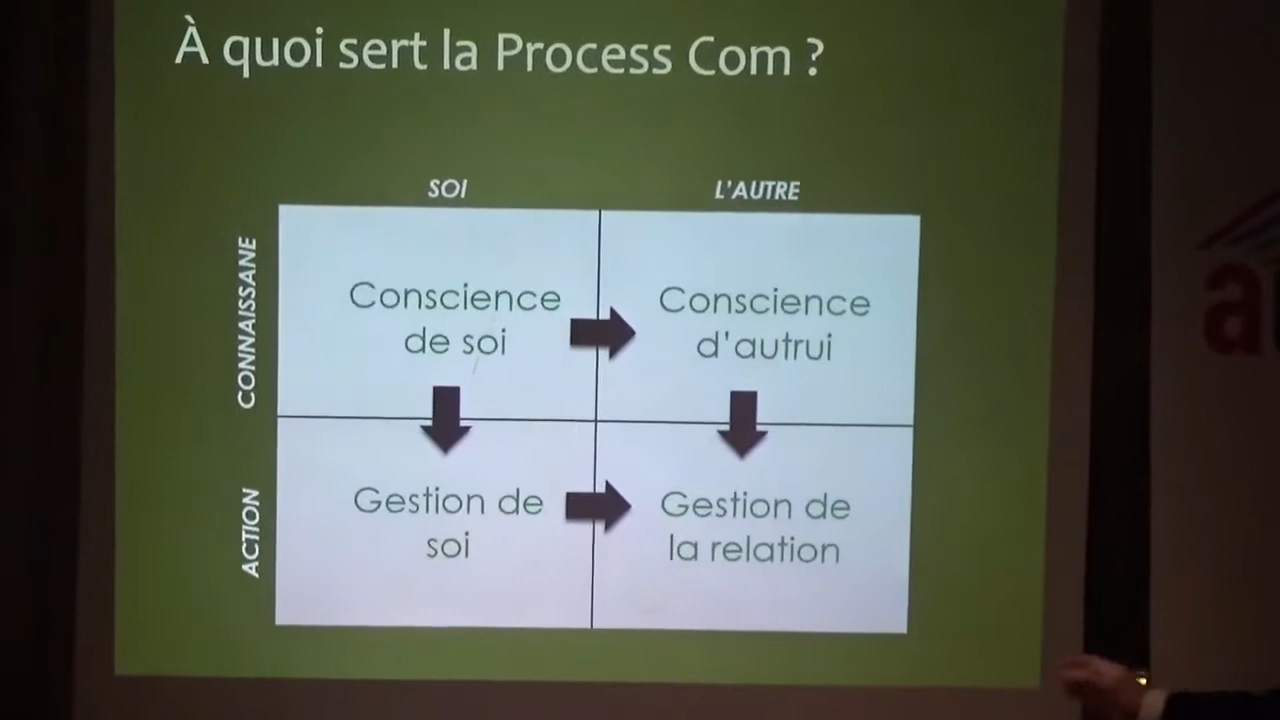 À quoi sert la Process Com ?
SOI
L'AUTRE
CONNAISSANE
Conscience
de soi
Conscience
d'autrui
ACTION
Gestion de
soi
Gestion de
la relation
a